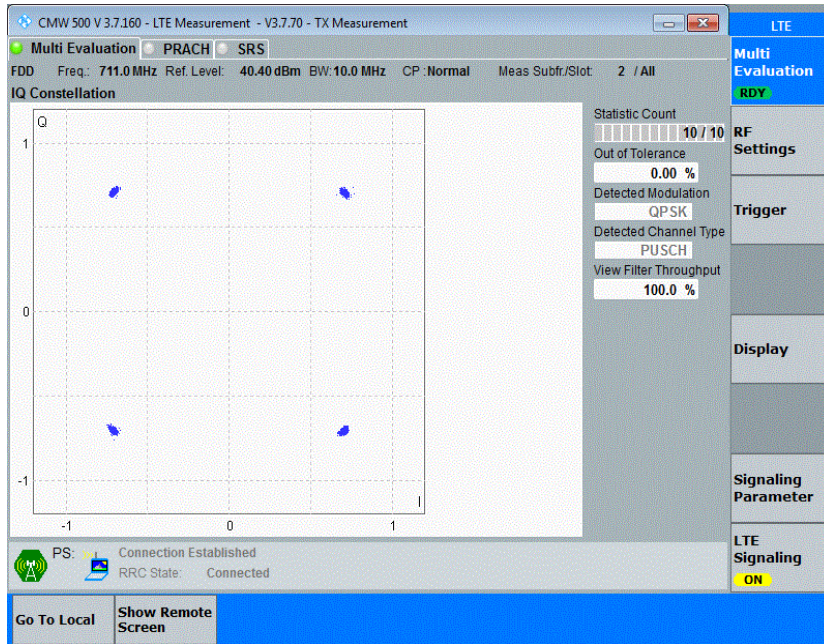 CMW 500 V 3.7.160 - LTE Measurement - V3.7.70 - TX Measurement
LTE
Multi Evaluation PRACH SRS
Multi
Evaluation
RDY
FDD Freq.: 711.0 MHz Ref. Level: 40.40 dBm BW: 10.0 MHz CP : Normal Meas Subfr./Slot: 2 / All
IQ Constellation
Q
1
0
-1
-1 0 1
I
Statistic Count
10 / 10
Out of Tolerance
0.00 %
Detected Modulation
QPSK
Detected Channel Type
PUSCH
View Filter Throughput
100.0 %
RF
Settings
Trigger
Display
Signaling
Parameter
LTE
Signaling
ON
PS: Connection Established
RRC State: Connected
Go To Local
Show Remote
Screen